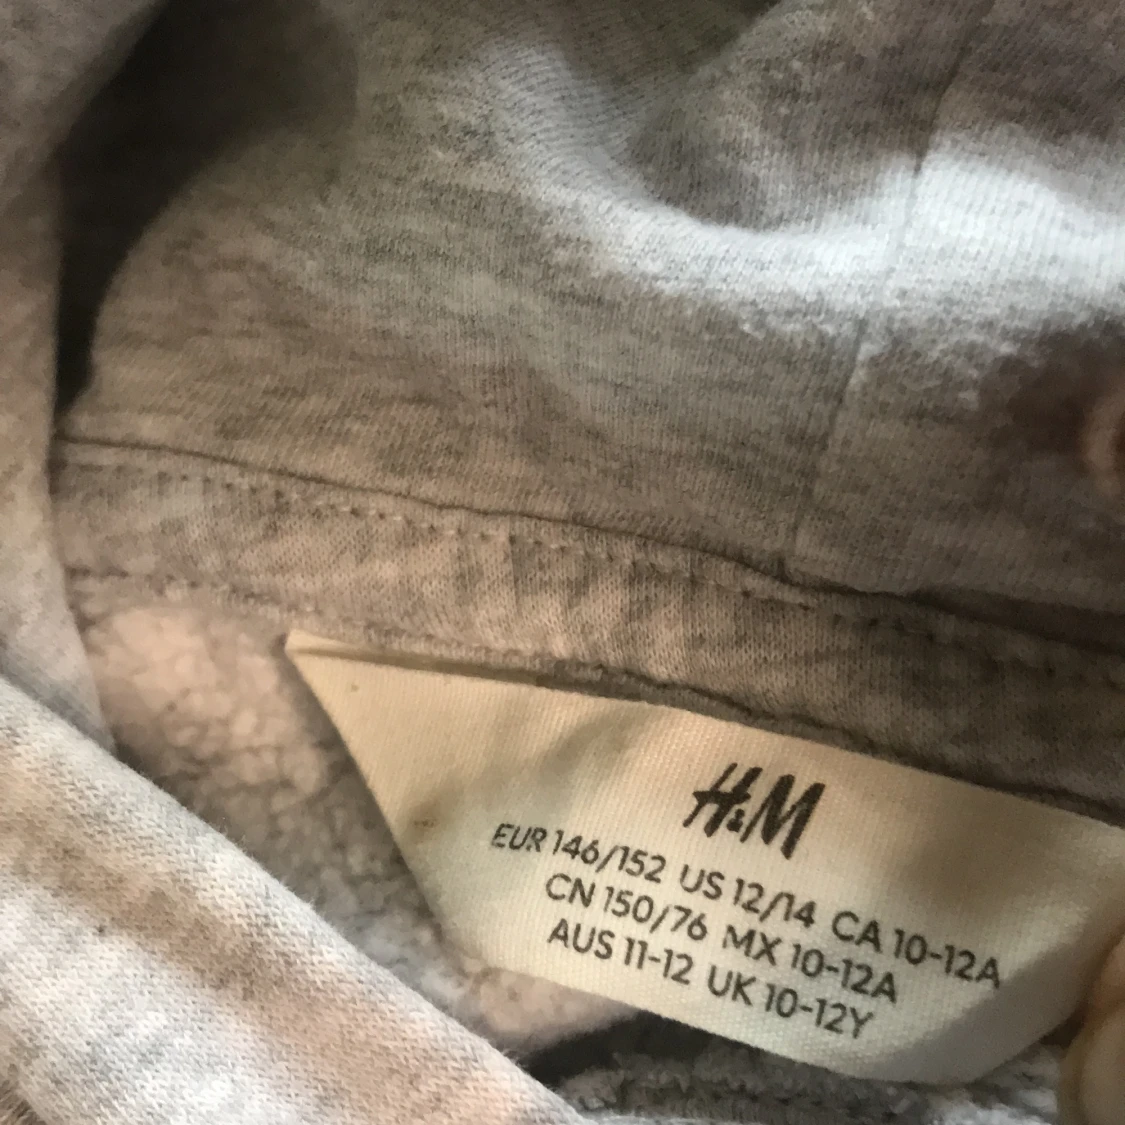 H&M
EUR 146/152 US 12/14 CA 10-12A
CN 150/76 MX 10-12A
AUS 11-12 UK 10-12Y